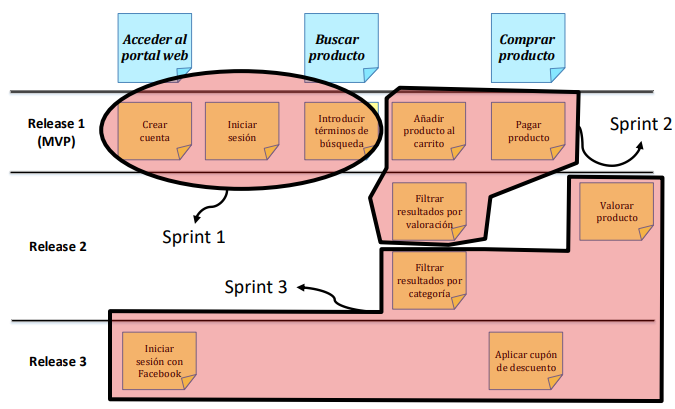 Acceder al
portal web
Buscar
producto
Comprar
producto
Release 1
(MVP)
Crear
cuenta
Iniciar
sesión
Introducir
términos de
búsqueda
Añadir
producto al
carrito
Pagar
producto
Sprint 2
Sprint 1
Release 2
Filtrar
resultados por
valoración
Valorar
producto
Filtrar
resultados por
categoría
Sprint 3
Release 3
Iniciar
sesión con
Facebook
Aplicar cupón
de descuento